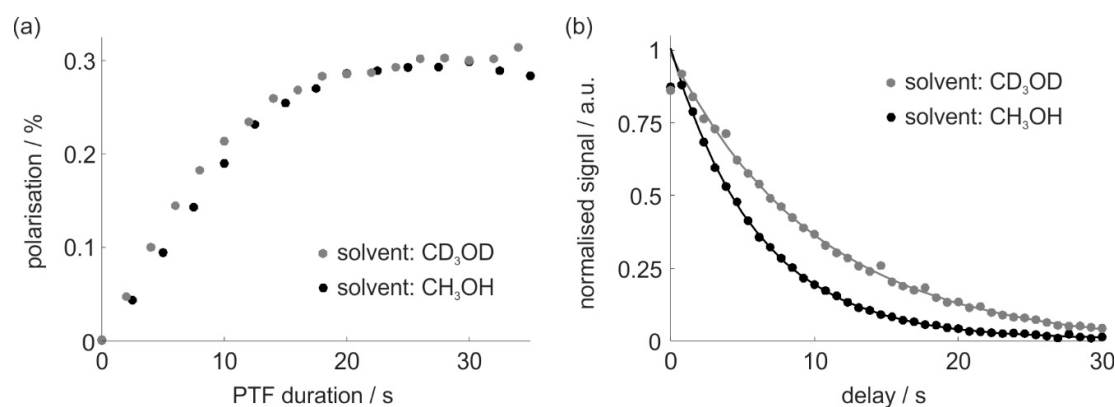 (a)
polarisation / %
0.3
0.2
0.1
0
solvent: CD₃OD
solvent: CH₃OH
0 10 20 30
PTF duration / s
(b)
normalised signal / a.u.
1
0.75
0.5
0.25
0
solvent: CD₃OD
solvent: CH₃OH
0 10 20 30
delay / s